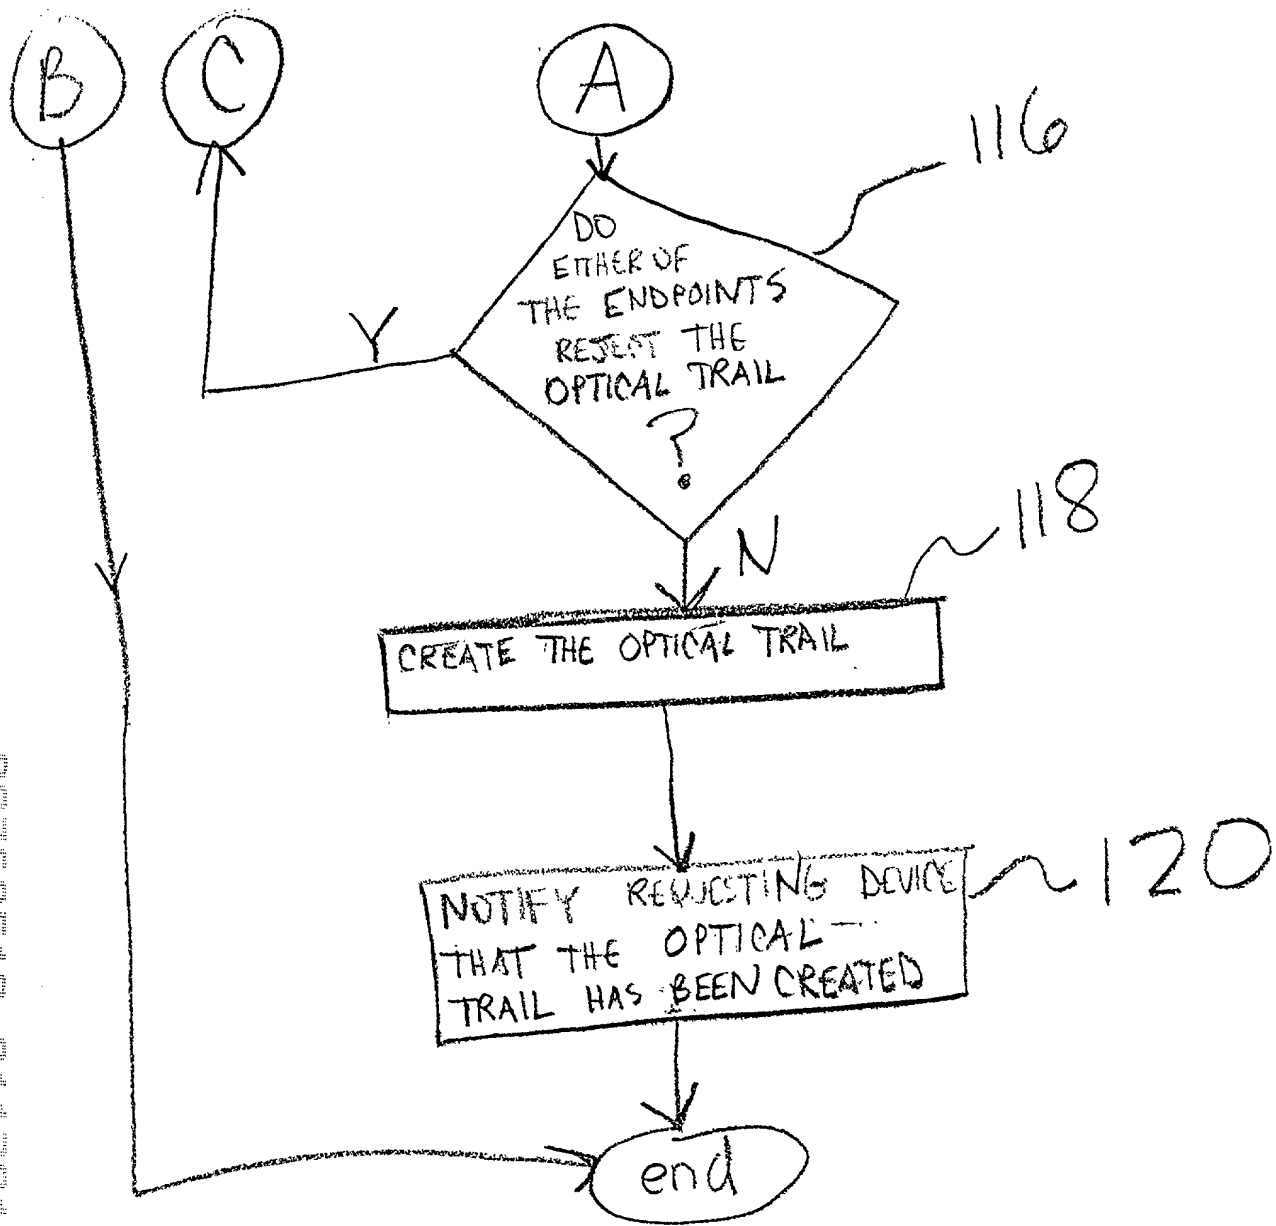 B
C
A
116
DO
EITHER OF
THE ENDPOINTS
REJECT THE
OPTICAL TRAIL
?
Y
N
118
CREATE THE OPTICAL TRAIL
120
NOTIFY REQUESTING DEVICE
THAT THE OPTICAL
TRAIL HAS BEEN CREATED
end